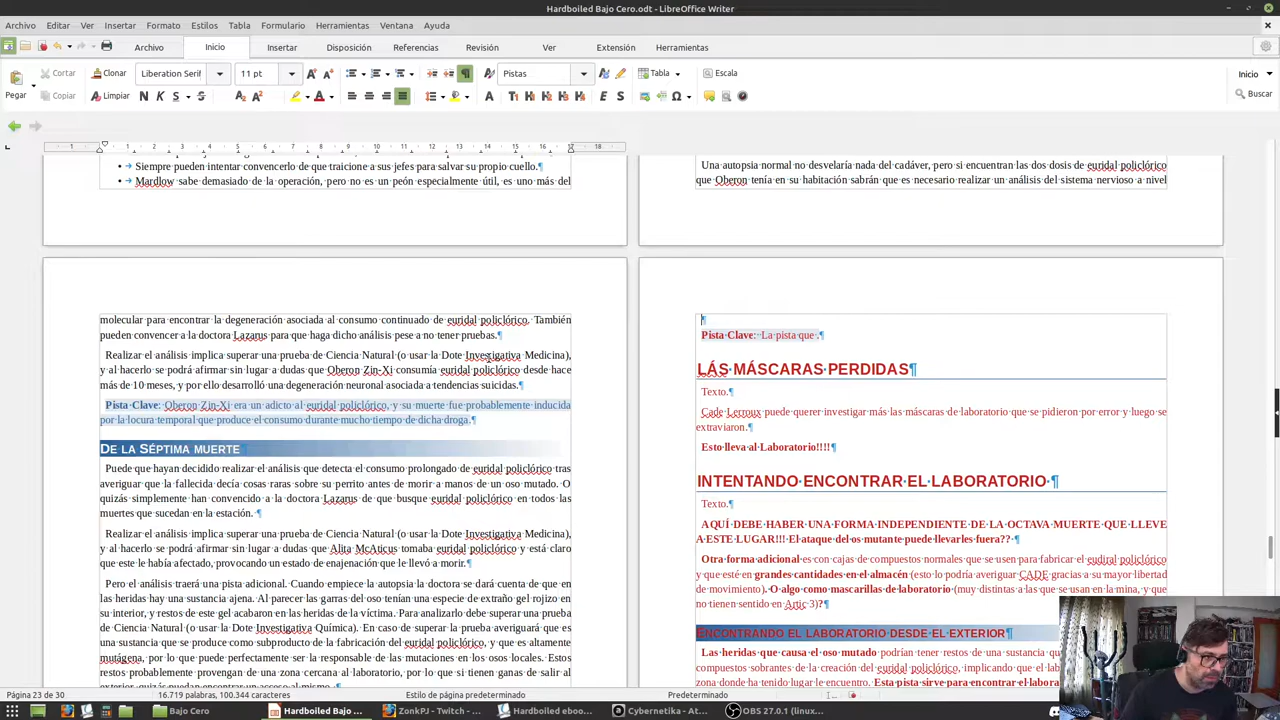 Hardboiled Bajo Cero.odt - LibreOffice Writer
Archivo Editar Ver Insertar Formato Estilos Tabla Formulario Herramientas Ventana Ayuda
Archivo Inicio Insertar Disposición Referencias Revisión Ver Extensión Herramientas
Cortar Clonar Liberation Serif 11 pt Pistas Tabla Escala Inicio
Pegar Copiar Limpiar Buscar
Siempre pueden intentar convencerlo de que traicione a sus jefes para salvar su propio cuello.¶
Mardlow sabe demasiado de la operación, pero no es un peón especialmente útil, es uno más del
Una autopsia normal no desvelaría nada del cadáver, pero si encuentran las dos dosis de euridal policlórico
que Oberon tenía en su habitación sabrán que es necesario realizar un análisis del sistema nervioso a nivel
molecular para encontrar la degeneración asociada al consumo continuado de euridal policlórico. También
pueden convencer a la doctora Lazarus para que haga dicho análisis pese a no tener pruebas.¶
Realizar el análisis implica superar una prueba de Ciencia Natural (o usar la Dote Investigativa Medicina),
y al hacerlo se podrá afirmar sin lugar a dudas que Oberon Zin-Xi consumía euridal policlórico desde hace
más de 10 meses, y por ello desarrolló una degeneración neuronal asociada a tendencias suicidas.¶
Pista Clave: Oberon Zin-Xi era un adicto al euridal policlórico, y su muerte fue probablemente inducida
por la locura temporal que produce el consumo durante mucho tiempo de dicha droga.¶
DE LA SÉPTIMA MUERTE¶
Puede que hayan decidido realizar el análisis que detecta el consumo prolongado de euridal policlórico tras
averiguar que la fallecida decía cosas raras sobre su perrito antes de morir a manos de un oso mutado. O
quizás simplemente han convencido a la doctora Lazarus de que busque euridal policlórico en todos las
muertes que sucedan en la estación. ¶
Realizar el análisis implica superar una prueba de Ciencia Natural (o usar la Dote Investigativa Medicina),
y al hacerlo se podrá afirmar sin lugar a dudas que Alita McAticus tomaba euridal policlórico y está claro
que este le había afectado, provocando un estado de enajenación que le llevó a morir.¶
Pero el análisis traerá una pista adicional. Cuando empiece la autopsia la doctora se dará cuenta de que en
las heridas hay una sustancia ajena. Al parecer las garras del oso tenían una especie de extraño gel rojizo en
su interior, y restos de este gel acabaron en las heridas de la víctima. Para analizarlo debe superar una prueba
de Ciencia Natural (o usar la Dote Investigativa Química). En caso de superar la prueba averiguará que es
una sustancia que se produce como subproducto de la fabricación del euridal policlórico, y que es altamente
mutágena, por lo que puede perfectamente ser la responsable de las mutaciones en los osos locales. Estos
restos probablemente provengan de una zona cercana al laboratorio, por lo que si tienen ganas de salir al
¶
Pista Clave: La pista que .¶
LÁS MÁSCARAS PERDIDAS¶
Texto.¶
Cade Lerroux puede querer investigar más las máscaras de laboratorio que se pidieron por error y luego se
extraviaron.¶
Esto lleva al Laboratorio!!!!¶
INTENTANDO ENCONTRAR EL LABORATORIO ¶
Texto.¶
AQUÍ DEBE HABER UNA FORMA INDEPENDIENTE DE LA OCTAVA MUERTE QUE LLEVE
A ESTE LUGAR!!! El ataque del os mutante puede llevarles fuera?? ¶
Otra forma adicional es con cajas de compuestos normales que se usan para fabricar el eudiral policlórico
y que esté en grandes cantidades en el almacén (esto lo podría averiguar CADE gracias a su mayor libertad
de movimiento). O algo como mascarillas de laboratorio (muy distintas a las que se usan en la mina, y que
no tienen sentido en Artic 3)?¶
ENCONTRANDO EL LABORATORIO DESDE EL EXTERIOR¶
Las heridas que causa el oso mutado podrían tener restos de una sus
compuestos sobrantes de la creación del euridal policlórico, implicando que la
zona donde ha tenido lugar le encuentro. Esta pista sirve para encontrar el lab
Página 23 de 30 16.719 palabras, 100.344 caracteres Estilo de página predeterminado Predeterminado
Bajo Cero Hardboiled Bajo ... ZonkPJ - Twitch - ... Hardboiled eboo... Cybernetika - At... OBS 27.0.1 (linux...